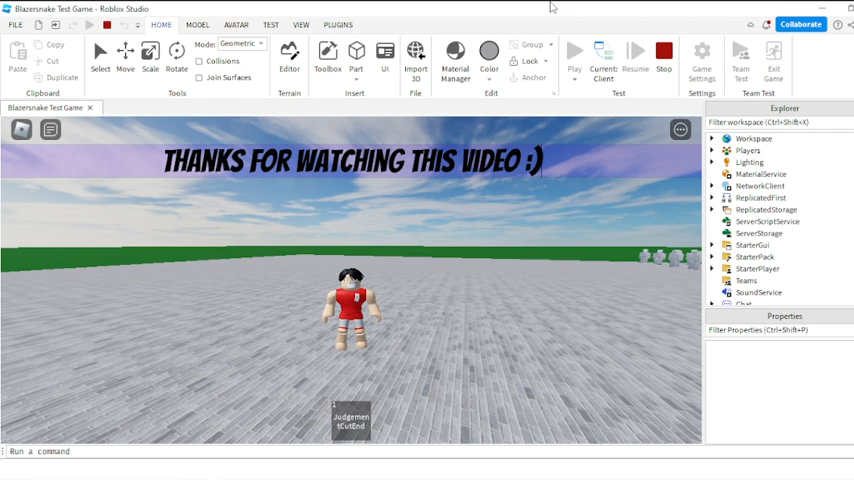 Blazersnake Test Game - Roblox Studio
FILE HOME MODEL AVATAR TEST VIEW PLUGINS Collaborate
Paste
Copy
Cut
Duplicate
Clipboard
Select Move Scale Rotate
Mode: Geometric
Collisions
Join Surfaces
Tools
Editor
Terrain
Toolbox Part UI
Insert
Import
3D
File
Material
Manager
Color
Group
Lock
Anchor
Edit
Play
Current:
Client
Resume Stop
Test
Game
Settings
Settings
Team
Test
Exit
Game
Team Test
Blazersnake Test Game
THANKS FOR WATCHING THIS VIDEO :)
1
Judgemen
tCutEnd
Explorer
Filter workspace (Ctrl+Shift+X)
Workspace
Players
Lighting
MaterialService
NetworkClient
ReplicatedFirst
ReplicatedStorage
ServerScriptService
ServerStorage
StarterGui
StarterPack
StarterPlayer
Teams
SoundService
Chat
Properties
Filter Properties (Ctrl+Shift+P)
Run a command